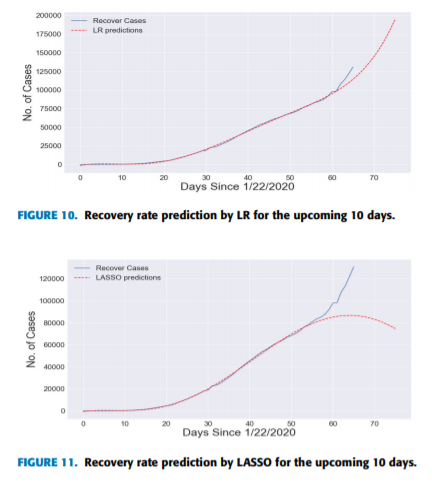 200000
175000
150000
125000
100000
75000
50000
25000
0
No. of Cases
Recover Cases
LR predictions
0 10 20 30 40 50 60 70
Days Since 1/22/2020
FIGURE 10. Recovery rate prediction by LR for the upcoming 10 days.
120000
100000
80000
60000
40000
20000
0
No. of Cases
Recover Cases
LASSO predictions
0 10 20 30 40 50 60 70
Days Since 1/22/2020
FIGURE 11. Recovery rate prediction by LASSO for the upcoming 10 days.